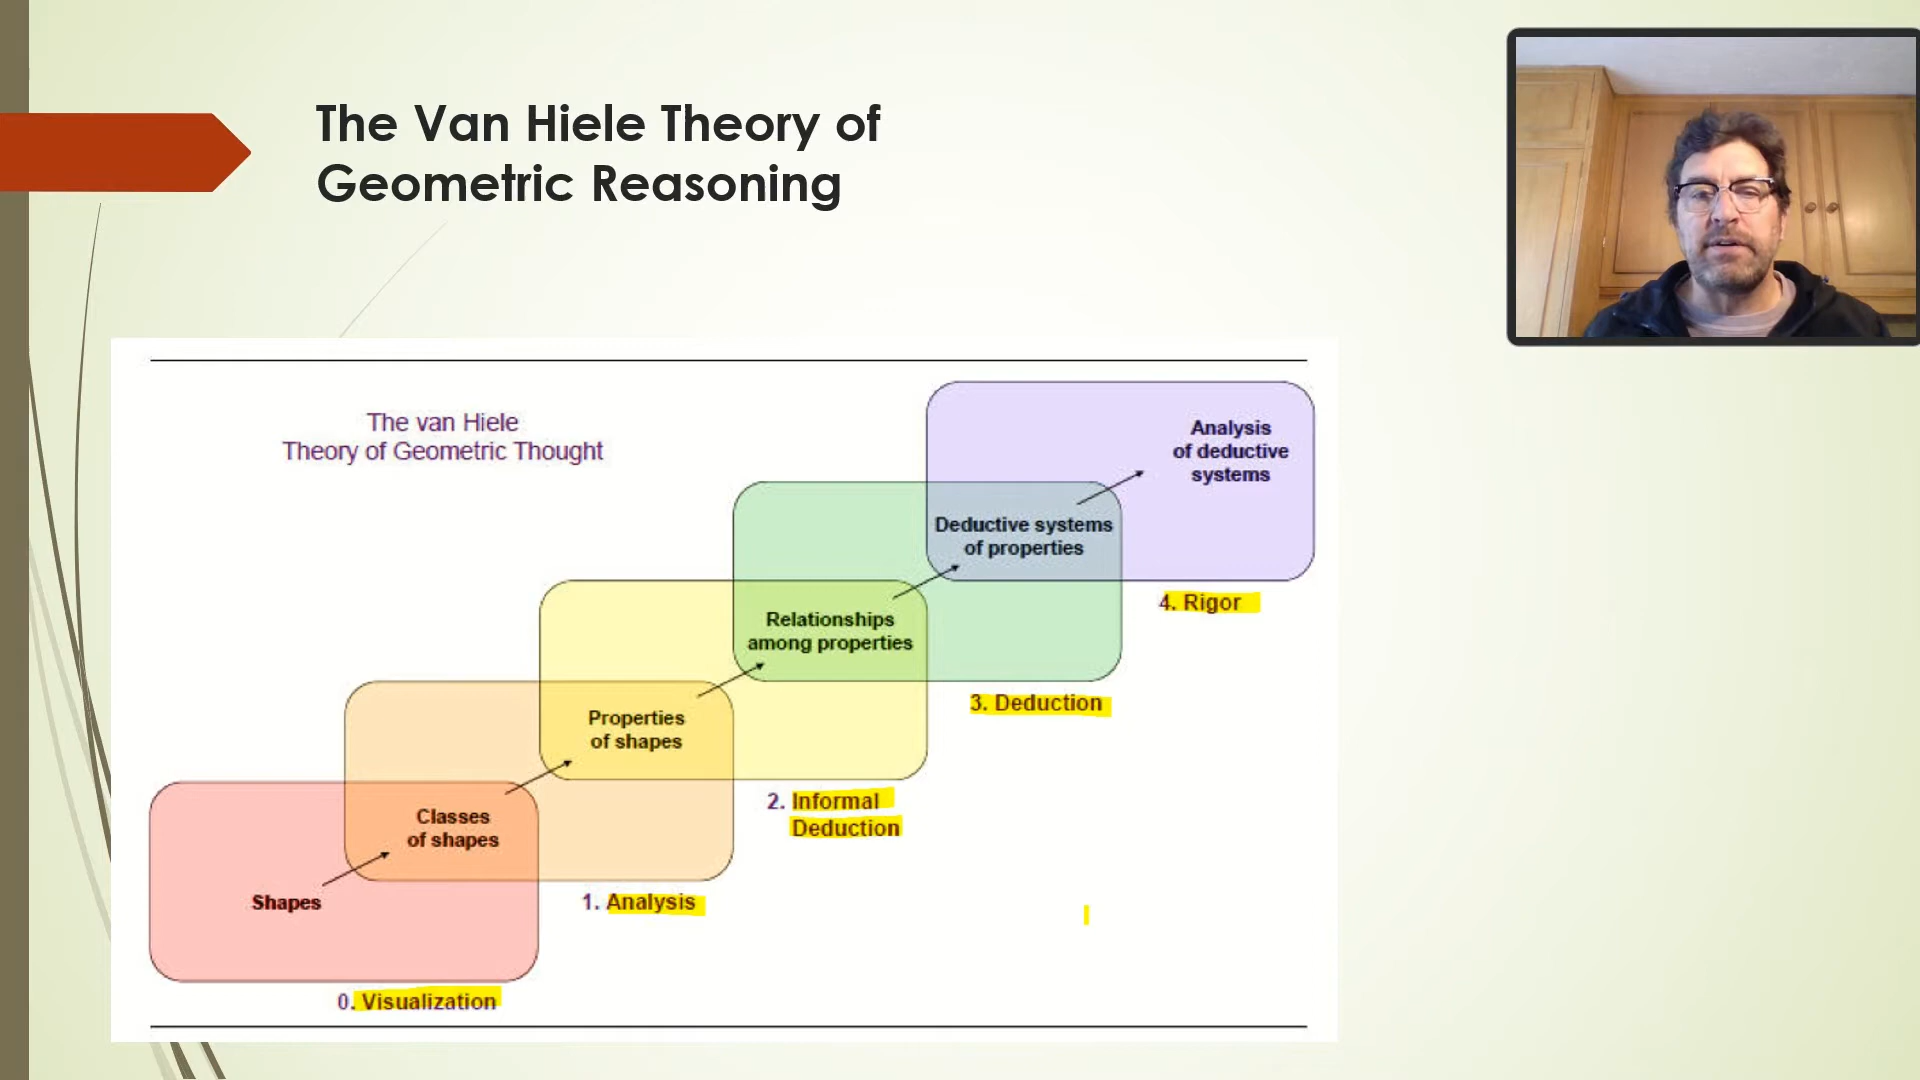 The Van Hiele Theory of
Geometric Reasoning
The van Hiele
Theory of Geometric Thought
Analysis
of deductive
systems
Deductive systems
of properties
4. Rigor
Relationships
among properties
3. Deduction
Properties
of shapes
2. Informal
Deduction
Classes
of shapes
1. Analysis
Shapes
0. Visualization